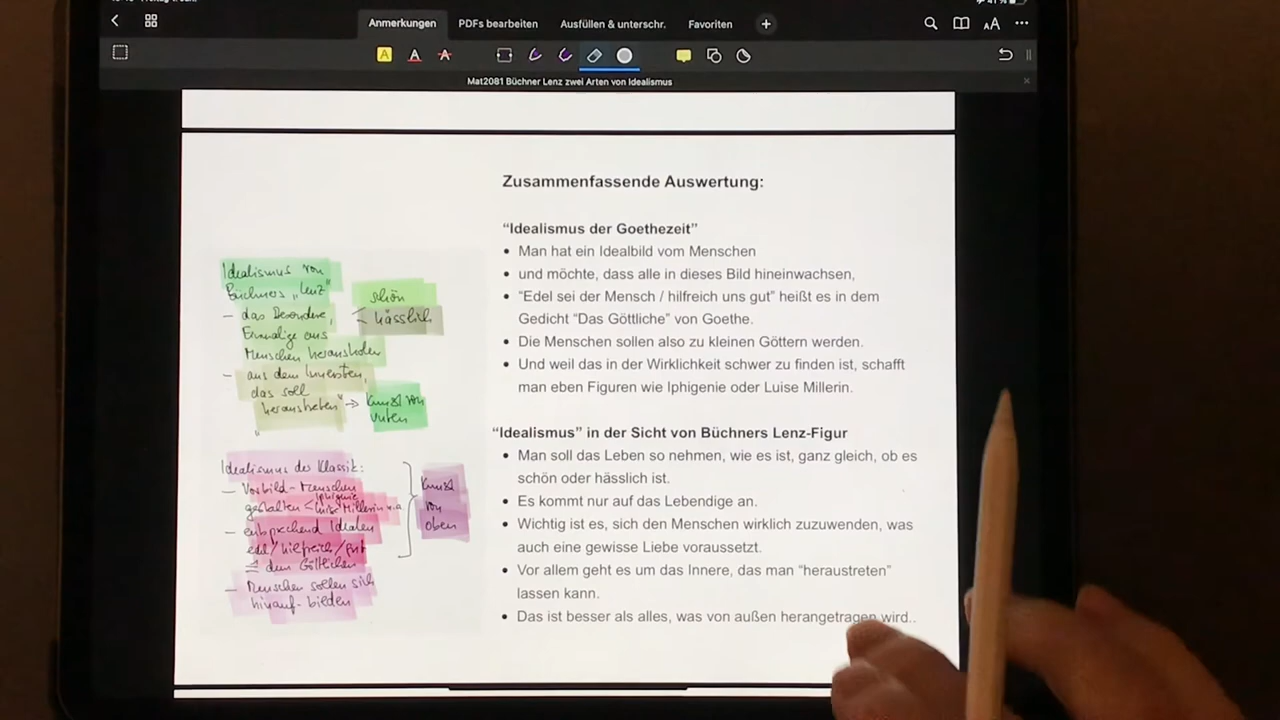 Anmerkungen
PDFs bearbeiten
Ausfüllen & unterschr.
Favoriten
Mat2081 Büchner Lenz zwei Arten von Idealismus
Zusammenfassende Auswertung:
“Idealismus der Goethezeit”
• Man hat ein Idealbild vom Menschen
• und möchte, dass alle in dieses Bild hineinwachsen,
• “Edel sei der Mensch / hilfreich uns gut” heißt es in dem
Gedicht “Das Göttliche” von Goethe.
• Die Menschen sollen also zu kleinen Göttern werden.
• Und weil das in der Wirklichkeit schwer zu finden ist, schafft
man eben Figuren wie Iphigenie oder Luise Millerin.
“Idealismus” in der Sicht von Büchners Lenz-Figur
• Man soll das Leben so nehmen, wie es ist, ganz gleich, ob es
schön oder hässlich ist.
• Es kommt nur auf das Lebendige an.
• Wichtig ist es, sich den Menschen wirklich zuzuwenden, was
auch eine gewisse Liebe voraussetzt.
• Vor allem geht es um das Innere, das man “heraustreten”
lassen kann.
• Das ist besser als alles, was von außen herangetragen wird..
Idealismus von
Büchners „Lenz"
– das Besondere,
Einmalige aus
Menschen herausholen
schön
hässlich
– aus dem Innersten,
das soll
„heraustreten" → Kunst von
unten
Idealismus der Klassik:
– Vorbild-Menschen
gestalten < Iphigenie
Luise Millerin
– entsprechend Idealen
edel / hilfreich / gut
= dem Göttlichen
– Menschen sollen sich
hinauf-bilden
Kunst
von
oben